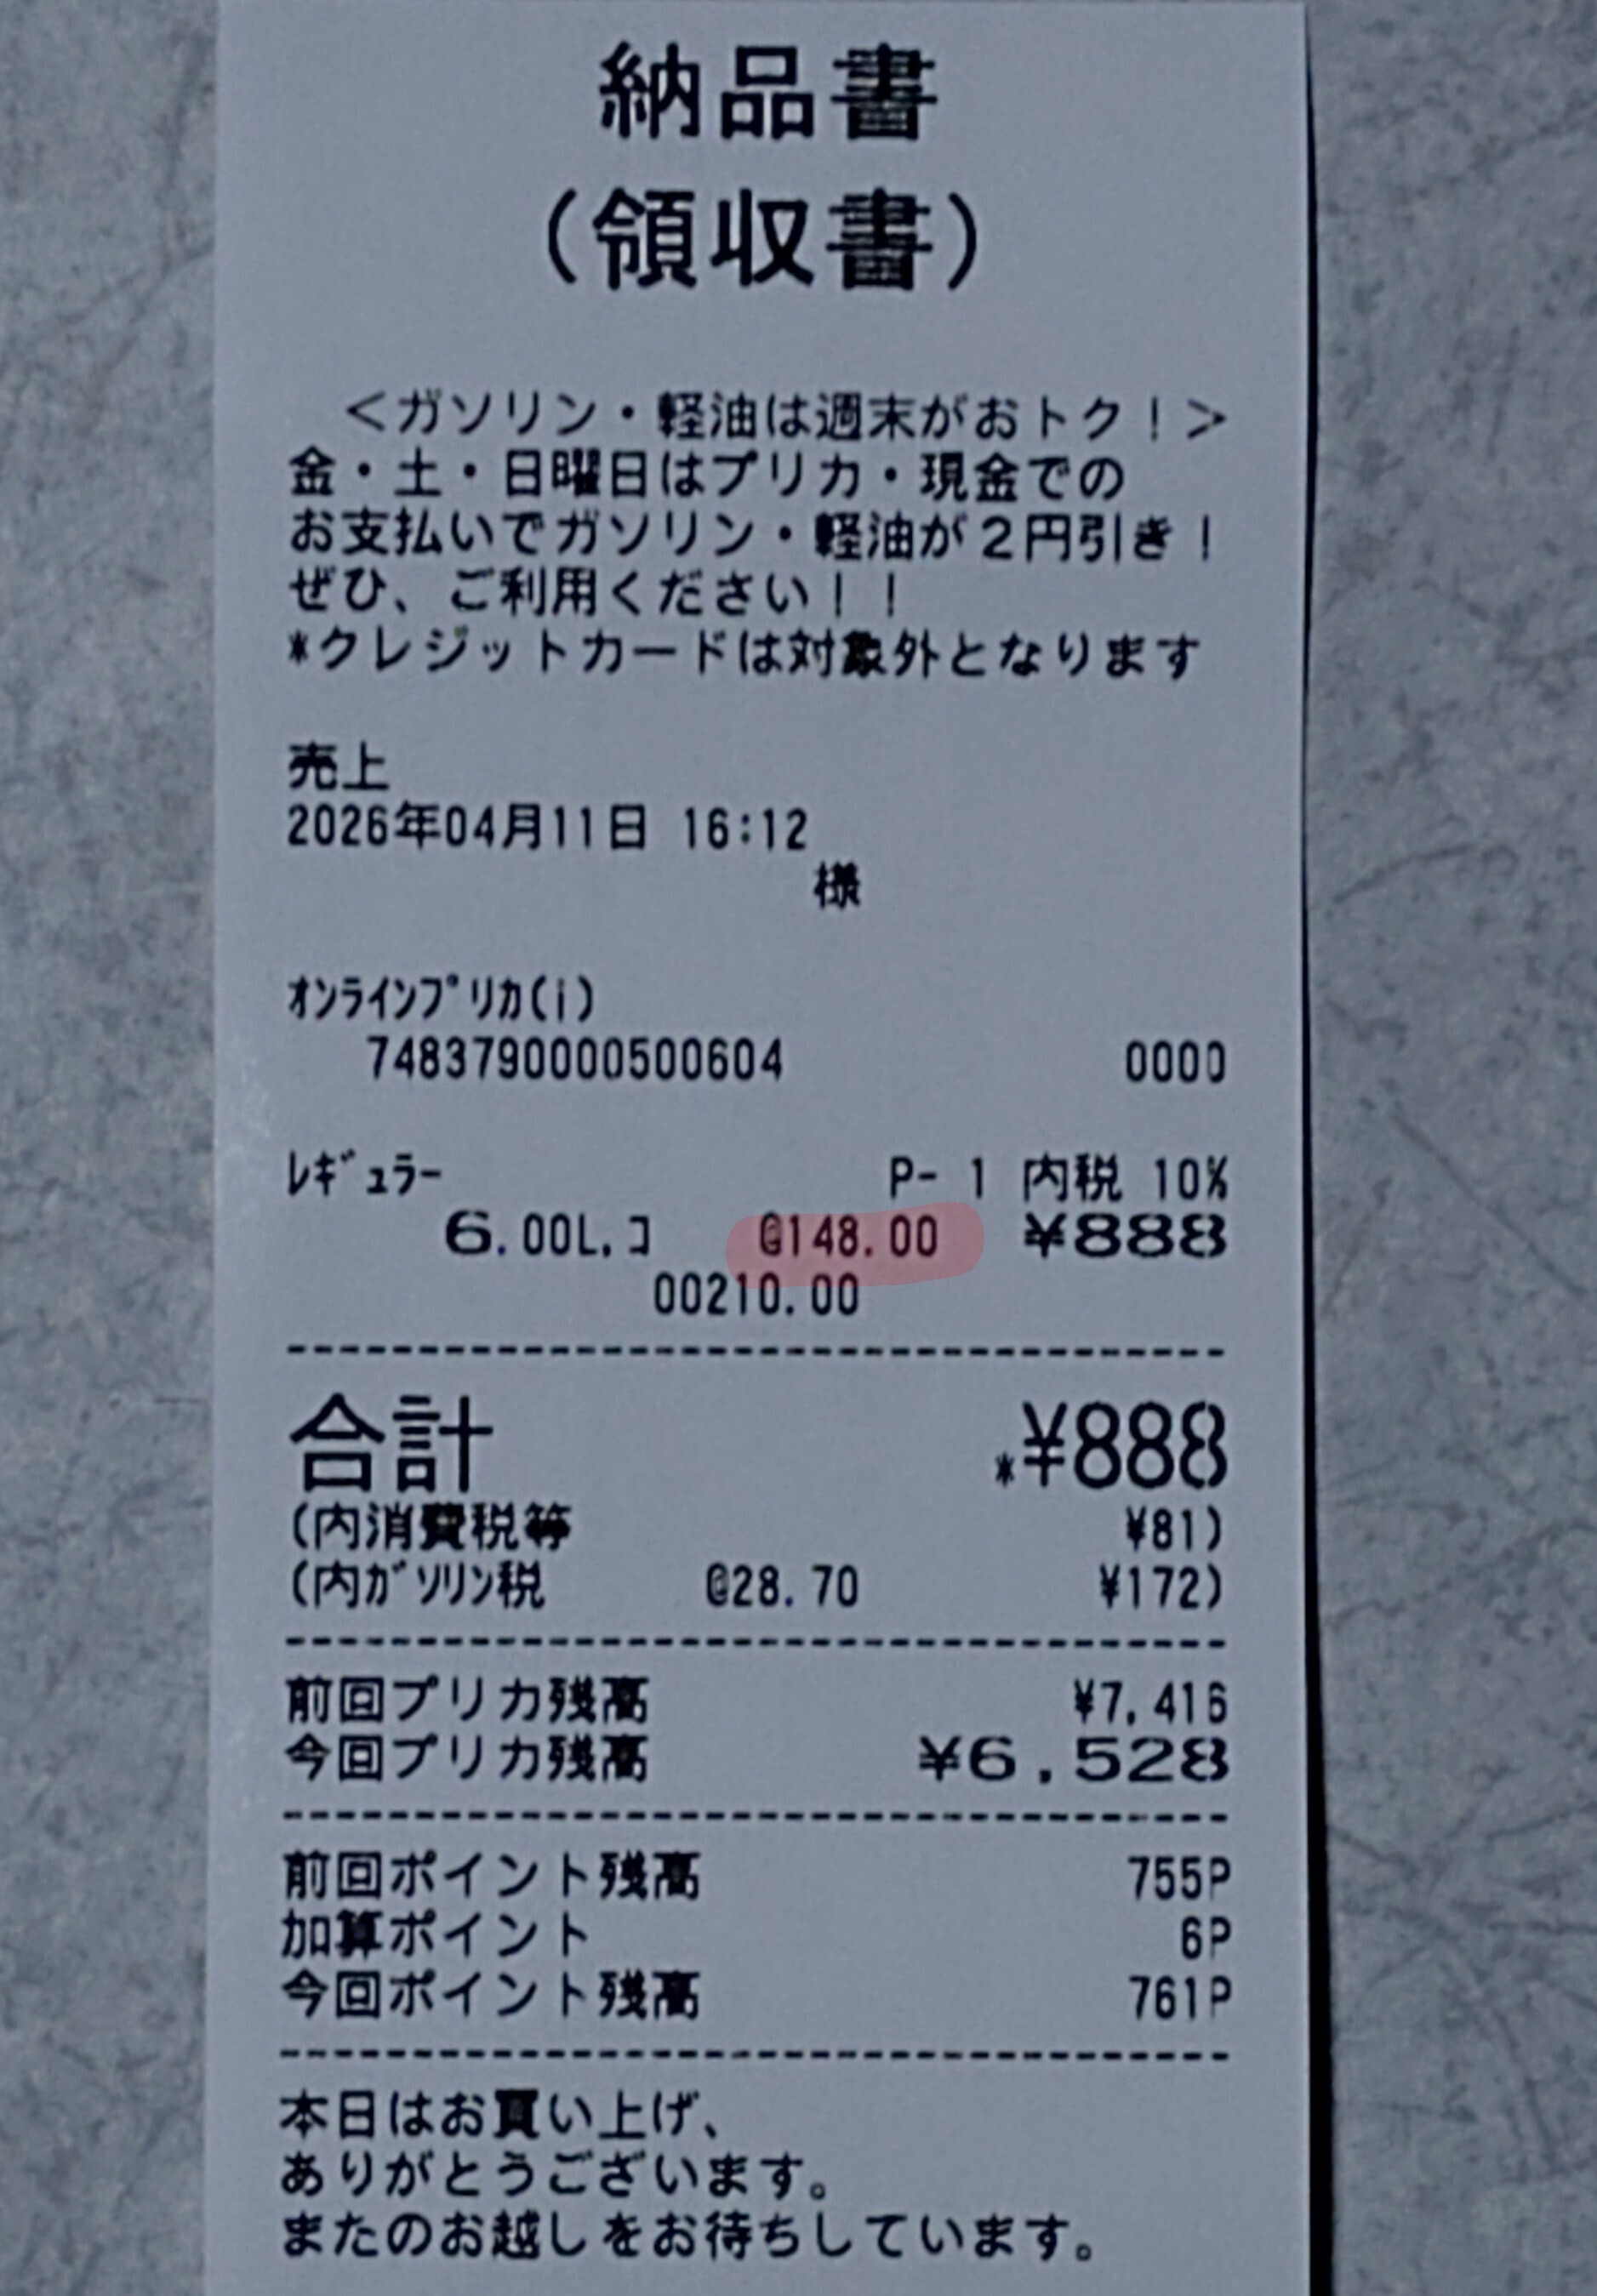 納品書
(領収書)
＜ガソリン・軽油は週末がおトク！＞
金・土・日曜日はプリカ・現金での
お支払いでガソリン・軽油が２円引き！
ぜひ、ご利用ください！！
*クレジットカードは対象外となります
売上
2026年04月11日 16:12
様
ｵﾝﾗｲﾝﾌﾟﾘｶ(i)
7483790000500604 0000
ﾚｷﾞｭﾗｰ P- 1 内税 10%
6.00L.ｺ @148.00 ¥888
00210.00
合計 *¥888
(内消費税等 ¥81)
(内ｶﾞｿﾘﾝ税 @28.70 ¥172)
前回プリカ残高 ¥7,416
今回プリカ残高 ¥6,528
前回ポイント残高 755P
加算ポイント 6P
今回ポイント残高 761P
本日はお買い上げ、
ありがとうございます。
またのお越しをお待ちしています。